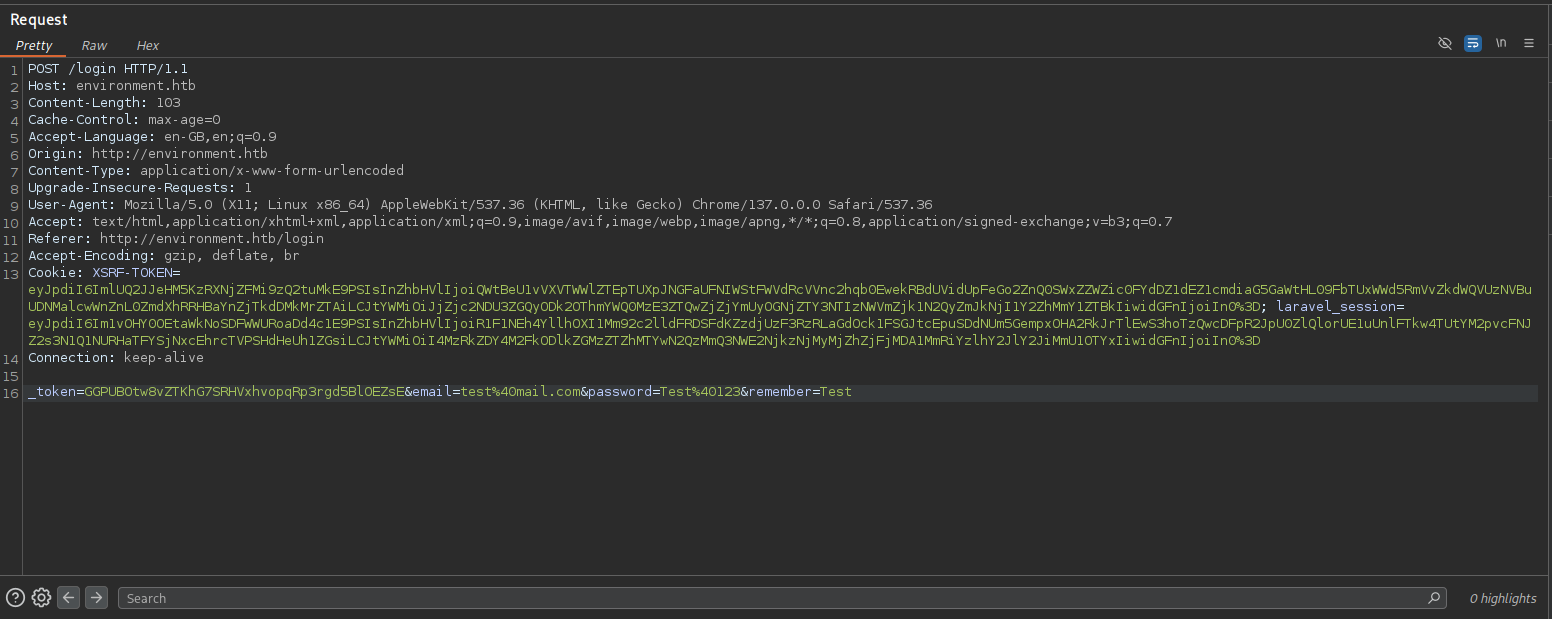 Request
Pretty Raw Hex
\n
1 POST /login HTTP/1.1
2 Host: environment.htb
3 Content-Length: 103
4 Cache-Control: max-age=0
5 Accept-Language: en-GB,en;q=0.9
6 Origin: http://environment.htb
7 Content-Type: application/x-www-form-urlencoded
8 Upgrade-Insecure-Requests: 1
9 User-Agent: Mozilla/5.0 (X11; Linux x86_64) AppleWebKit/537.36 (KHTML, like Gecko) Chrome/137.0.0.0 Safari/537.36
10 Accept: text/html,application/xhtml+xml,application/xml;q=0.9,image/avif,image/webp,image/apng,*/*;q=0.8,application/signed-exchange;v=b3;q=0.7
11 Referer: http://environment.htb/login
12 Accept-Encoding: gzip, deflate, br
13 Cookie: XSRF-TOKEN=
laravel_session=
14 Connection: keep-alive
15
16 _token=GGPUBOtw8vZTKhG7SRHVxhvopqRp3rgd5BlOEZsE&email=test%40mail.com&password=Test%40123&remember=Test
Search
0 highlights